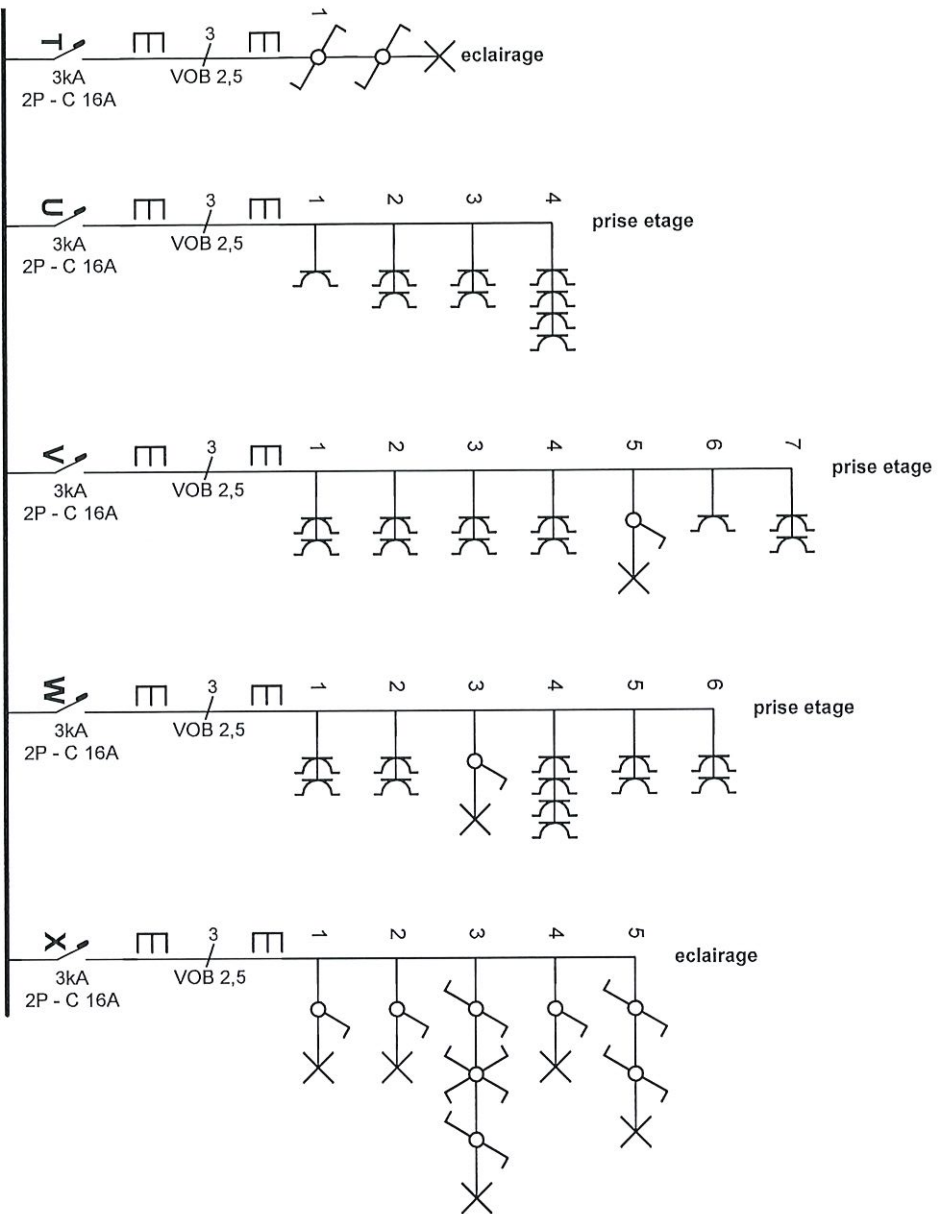 T
3kA
2P - C 16A
3
VOB 2,5
1
eclairage
U
3kA
2P - C 16A
3
VOB 2,5
1
2
3
4
prise etage
V
3kA
2P - C 16A
3
VOB 2,5
1
2
3
4
5
6
7
prise etage
W
3kA
2P - C 16A
3
VOB 2,5
1
2
3
4
5
6
prise etage
X
3kA
2P - C 16A
3
VOB 2,5
1
2
3
4
5
eclairage